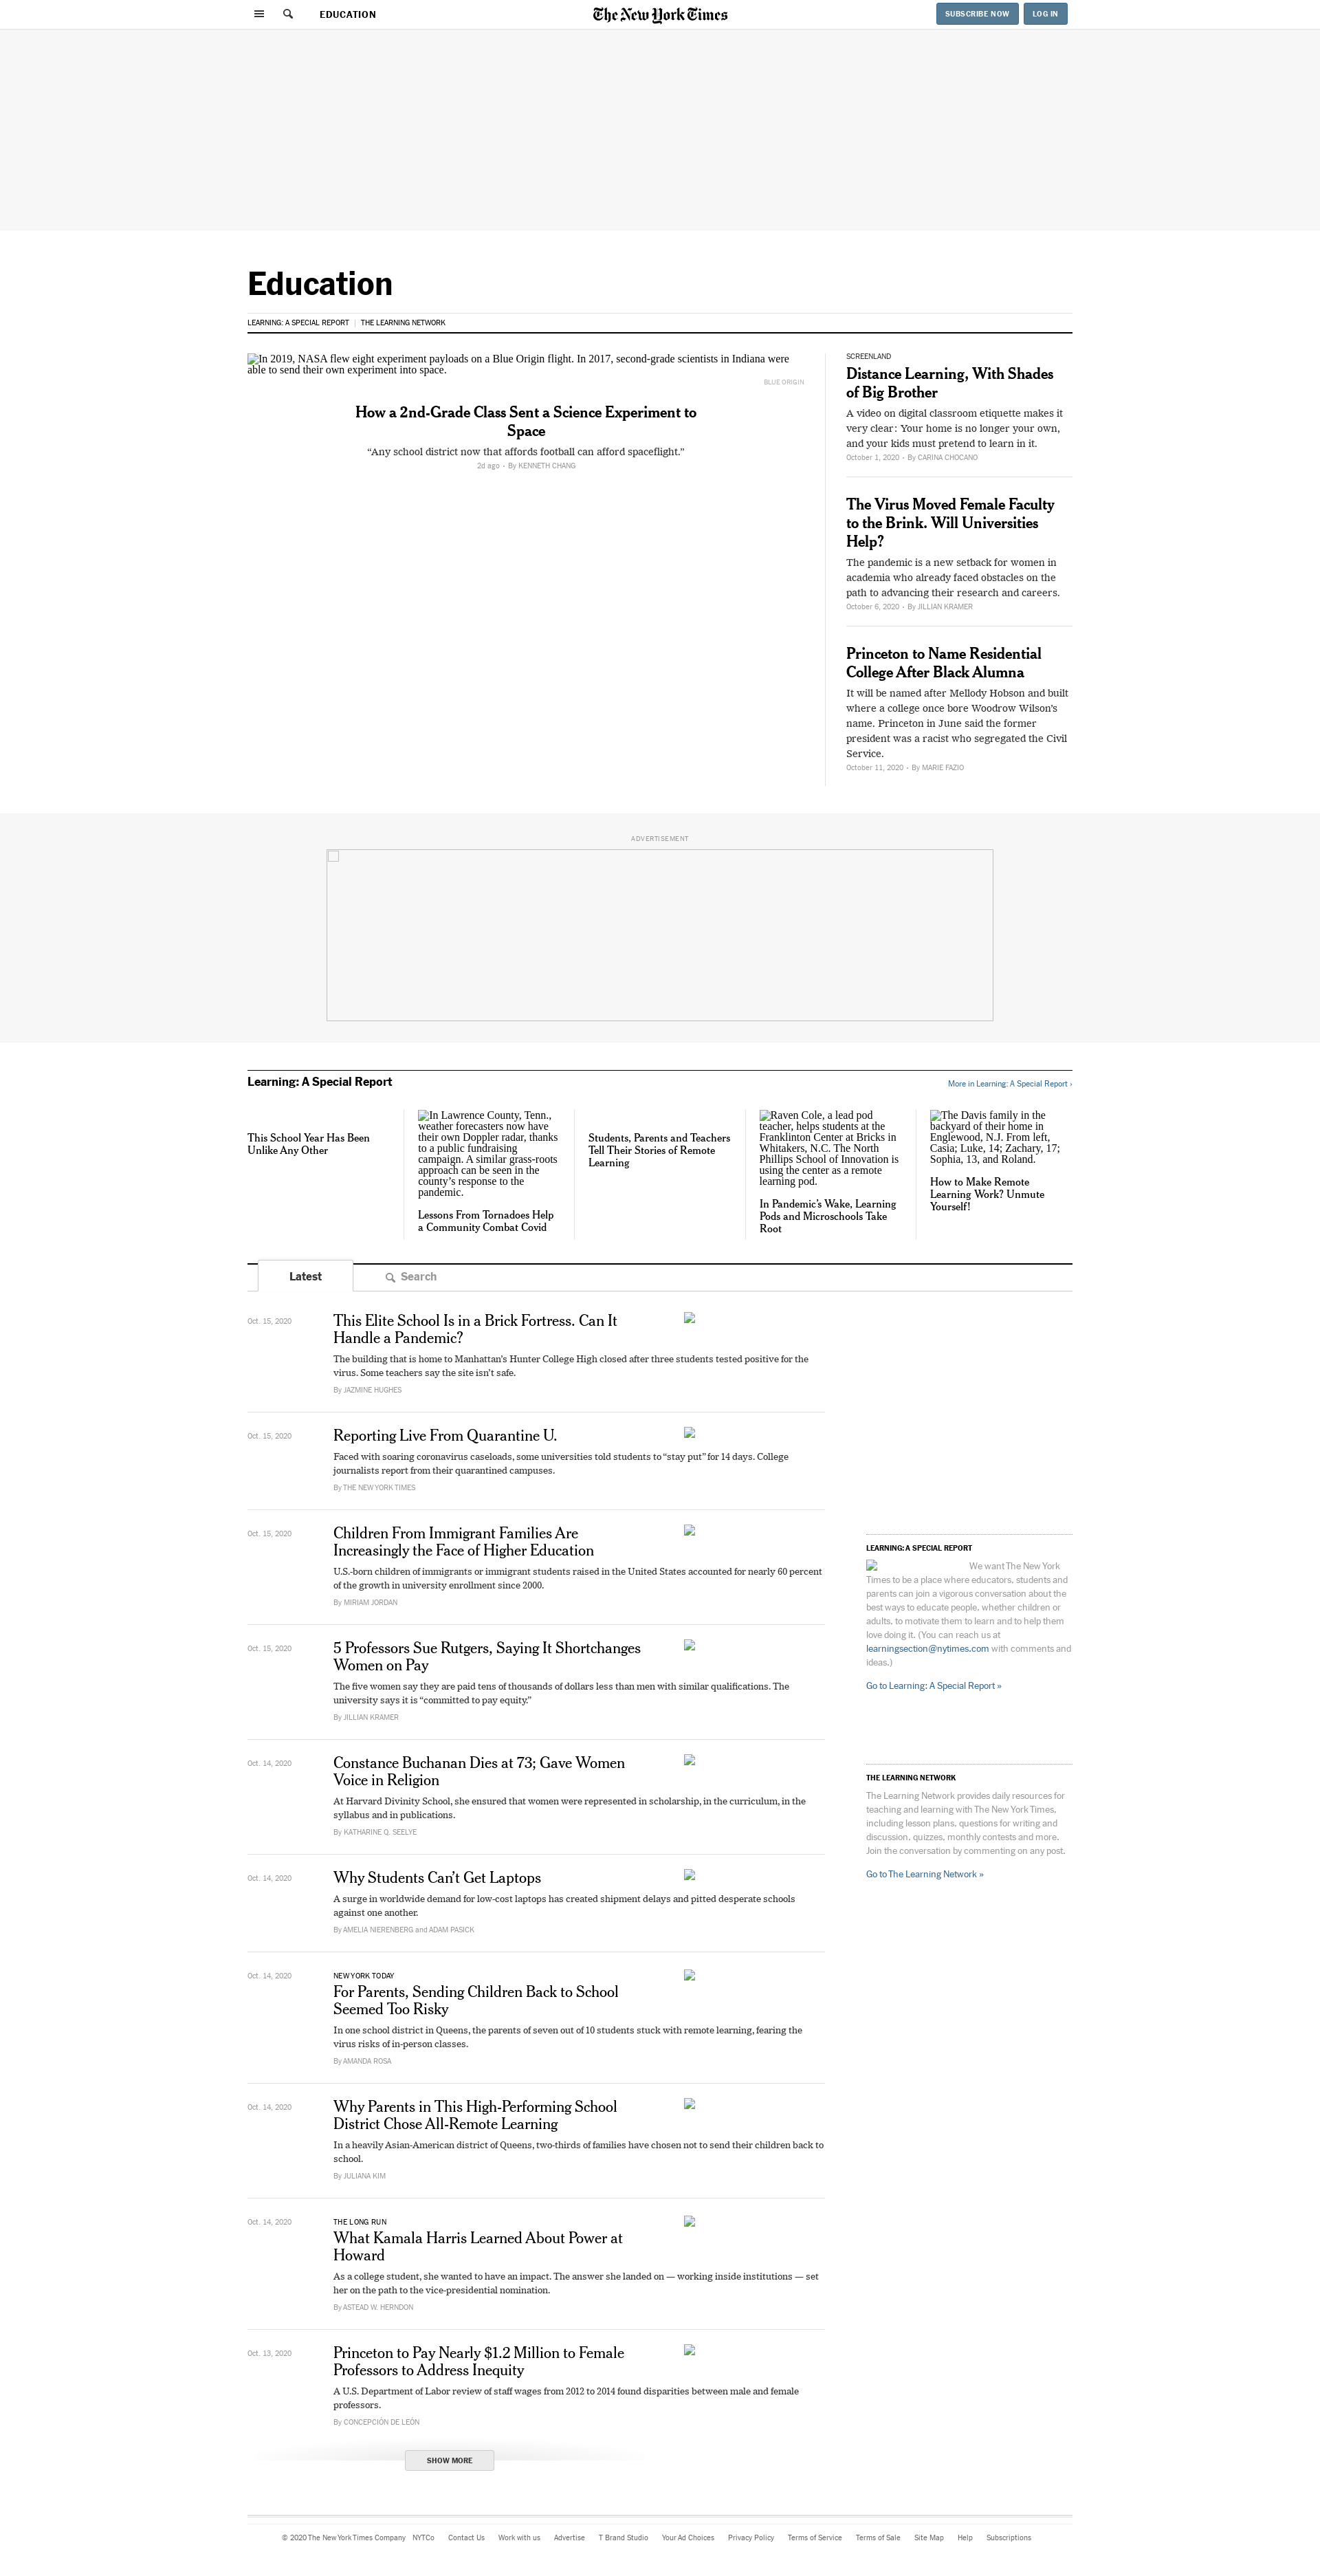 EDUCATION
The New York Times
SUBSCRIBE NOW
LOG IN
Education
LEARNING: A SPECIAL REPORT | THE LEARNING NETWORK
In 2019, NASA flew eight experiment payloads on a Blue Origin flight. In 2017, second-grade scientists in Indiana were
able to send their own experiment into space.
BLUE ORIGIN
How a 2nd-Grade Class Sent a Science Experiment to
Space
“Any school district now that affords football can afford spaceflight.”
2d ago • By KENNETH CHANG
SCREENLAND
Distance Learning, With Shades
of Big Brother
A video on digital classroom etiquette makes it
very clear: Your home is no longer your own,
and your kids must pretend to learn in it.
October 1, 2020 • By CARINA CHOCANO
The Virus Moved Female Faculty
to the Brink. Will Universities
Help?
The pandemic is a new setback for women in
academia who already faced obstacles on the
path to advancing their research and careers.
October 6, 2020 • By JILLIAN KRAMER
Princeton to Name Residential
College After Black Alumna
It will be named after Mellody Hobson and built
where a college once bore Woodrow Wilson’s
name. Princeton in June said the former
president was a racist who segregated the Civil
Service.
October 11, 2020 • By MARIE FAZIO
ADVERTISEMENT
Learning: A Special Report
More in Learning: A Special Report ›
This School Year Has Been
Unlike Any Other
In Lawrence County, Tenn.,
weather forecasters now have
their own Doppler radar, thanks
to a public fundraising
campaign. A similar grass-roots
approach can be seen in the
county’s response to the
pandemic.
Lessons From Tornadoes Help
a Community Combat Covid
Students, Parents and Teachers
Tell Their Stories of Remote
Learning
Raven Cole, a lead pod
teacher, helps students at the
Franklinton Center at Bricks in
Whitakers, N.C. The North
Phillips School of Innovation is
using the center as a remote
learning pod.
In Pandemic’s Wake, Learning
Pods and Microschools Take
Root
The Davis family in the
backyard of their home in
Englewood, N.J. From left,
Casia; Luke, 14; Zachary, 17;
Sophia, 13, and Roland.
How to Make Remote
Learning Work? Unmute
Yourself!
Latest
Search
Oct. 15, 2020
This Elite School Is in a Brick Fortress. Can It
Handle a Pandemic?
The building that is home to Manhattan’s Hunter College High closed after three students tested positive for the
virus. Some teachers say the site isn’t safe.
By JAZMINE HUGHES
Oct. 15, 2020
Reporting Live From Quarantine U.
Faced with soaring coronavirus caseloads, some universities told students to “stay put” for 14 days. College
journalists report from their quarantined campuses.
By THE NEW YORK TIMES
Oct. 15, 2020
Children From Immigrant Families Are
Increasingly the Face of Higher Education
U.S.-born children of immigrants or immigrant students raised in the United States accounted for nearly 60 percent
of the growth in university enrollment since 2000.
By MIRIAM JORDAN
Oct. 15, 2020
5 Professors Sue Rutgers, Saying It Shortchanges
Women on Pay
The five women say they are paid tens of thousands of dollars less than men with similar qualifications. The
university says it is “committed to pay equity.”
By JILLIAN KRAMER
Oct. 14, 2020
Constance Buchanan Dies at 73; Gave Women
Voice in Religion
At Harvard Divinity School, she ensured that women were represented in scholarship, in the curriculum, in the
syllabus and in publications.
By KATHARINE Q. SEELYE
Oct. 14, 2020
Why Students Can’t Get Laptops
A surge in worldwide demand for low-cost laptops has created shipment delays and pitted desperate schools
against one another.
By AMELIA NIERENBERG and ADAM PASICK
Oct. 14, 2020
NEW YORK TODAY
For Parents, Sending Children Back to School
Seemed Too Risky
In one school district in Queens, the parents of seven out of 10 students stuck with remote learning, fearing the
virus risks of in-person classes.
By AMANDA ROSA
Oct. 14, 2020
Why Parents in This High-Performing School
District Chose All-Remote Learning
In a heavily Asian-American district of Queens, two-thirds of families have chosen not to send their children back to
school.
By JULIANA KIM
Oct. 14, 2020
THE LONG RUN
What Kamala Harris Learned About Power at
Howard
As a college student, she wanted to have an impact. The answer she landed on — working inside institutions — set
her on the path to the vice-presidential nomination.
By ASTEAD W. HERNDON
Oct. 13, 2020
Princeton to Pay Nearly $1.2 Million to Female
Professors to Address Inequity
A U.S. Department of Labor review of staff wages from 2012 to 2014 found disparities between male and female
professors.
By CONCEPCIÓN DE LEÓN
SHOW MORE
LEARNING: A SPECIAL REPORT
We want The New York
Times to be a place where educators, students and
parents can join a vigorous conversation about the
best ways to educate people, whether children or
adults, to motivate them to learn and to help them
love doing it. (You can reach us at
learningsection@nytimes.com with comments and
ideas.)
Go to Learning: A Special Report »
THE LEARNING NETWORK
The Learning Network provides daily resources for
teaching and learning with The New York Times,
including lesson plans, questions for writing and
discussion, quizzes, monthly contests and more.
Join the conversation by commenting on any post.
Go to The Learning Network »
© 2020 The New York Times Company NYTCo Contact Us Work with us Advertise T Brand Studio Your Ad Choices Privacy Policy Terms of Service Terms of Sale Site Map Help Subscriptions